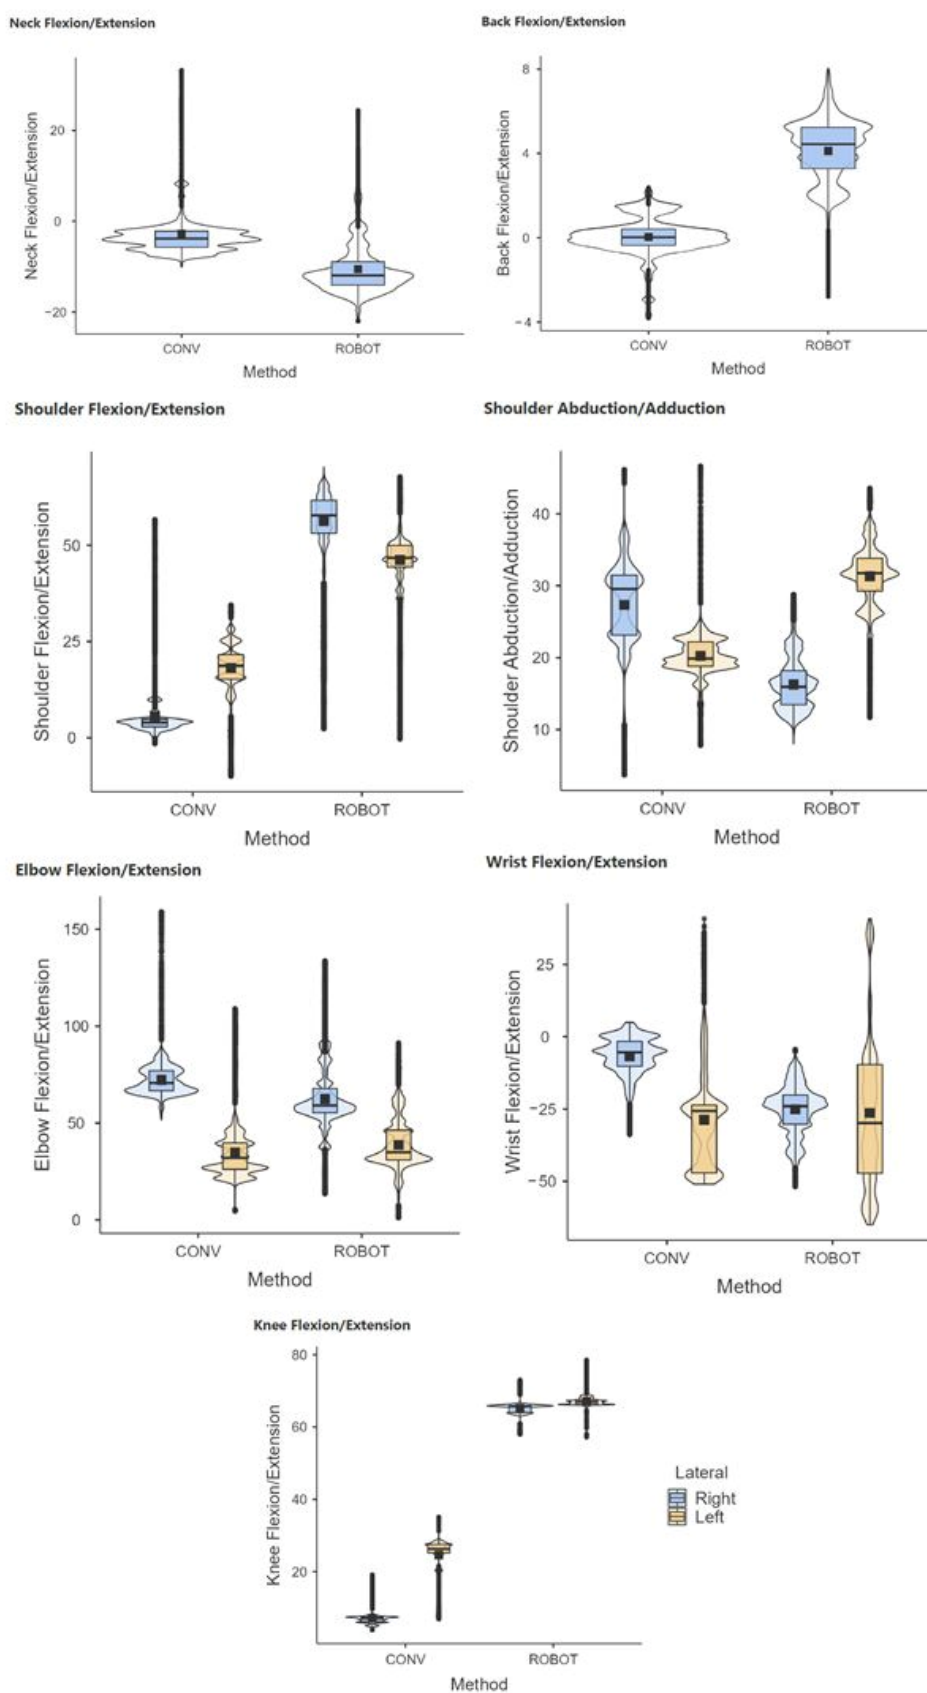 Neck Flexion/Extension
Neck Flexion/Extension
20
0
−20
CONV
ROBOT
Method
Back Flexion/Extension
Back Flexion/Extension
8
4
0
−4
CONV
ROBOT
Method
Shoulder Flexion/Extension
Shoulder Flexion/Extension
50
25
0
CONV
ROBOT
Method
Shoulder Abduction/Adduction
Shoulder Abduction/Adduction
40
30
20
10
CONV
ROBOT
Method
Elbow Flexion/Extension
Elbow Flexion/Extension
150
100
50
0
CONV
ROBOT
Method
Wrist Flexion/Extension
Wrist Flexion/Extension
25
0
−25
−50
CONV
ROBOT
Method
Knee Flexion/Extension
Knee Flexion/Extension
80
60
40
20
CONV
ROBOT
Method
Lateral
Right
Left